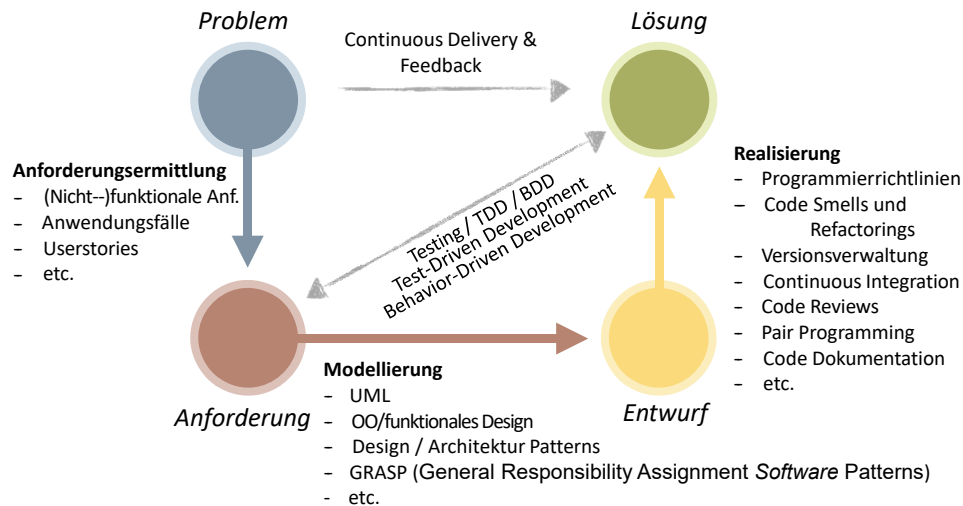 Problem
Lösung
Continuous Delivery &
Feedback
Anforderungsermittlung
- (Nicht--)funktionale Anf.
- Anwendungsfälle
- Userstories
- etc.
Testing / TDD / BDD
Test-Driven Development
Behavior-Driven Development
Realisierung
- Programmierrichtlinien
- Code Smells und
Refactorings
- Versionsverwaltung
- Continuous Integration
- Code Reviews
- Pair Programming
- Code Dokumentation
- etc.
Anforderung
Entwurf
Modellierung
- UML
- OO/funktionales Design
- Design / Architektur Patterns
- GRASP (General Responsibility Assignment Software Patterns)
- etc.